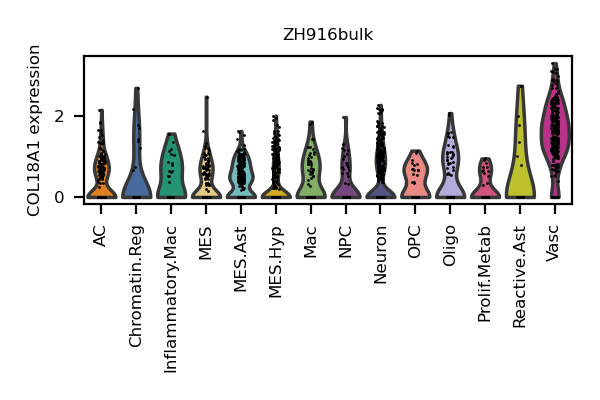 ZH916bulk
COL18A1 expression
2
0
AC
Chromatin.Reg
Inflammatory.Mac
MES
MES.Ast
MES.Hyp
Mac
NPC
Neuron
OPC
Oligo
Prolif.Metab
Reactive.Ast
Vasc